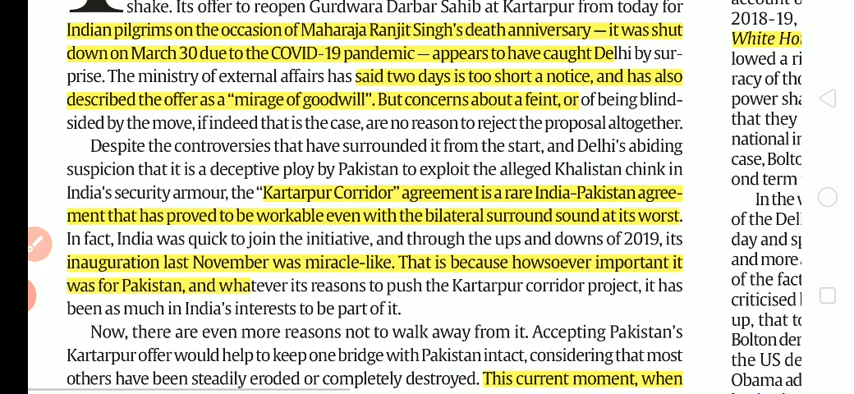 shake. Its offer to reopen Gurdwara Darbar Sahib at Kartarpur from today for
Indian pilgrims on the occasion of Maharaja Ranjit Singh's death anniversary — it was shut
down on March 30 due to the COVID-19 pandemic — appears to have caught Delhi by sur-
prise. The ministry of external affairs has said two days is too short a notice, and has also
described the offer as a “mirage of goodwill”. But concerns about a feint, or of being blind-
sided by the move, if indeed that is the case, are no reason to reject the proposal altogether.
Despite the controversies that have surrounded it from the start, and Delhi's abiding
suspicion that it is a deceptive ploy by Pakistan to exploit the alleged Khalistan chink in
India's security armour, the “Kartarpur Corridor” agreement is a rare India-Pakistan agree-
ment that has proved to be workable even with the bilateral surround sound at its worst.
In fact, India was quick to join the initiative, and through the ups and downs of 2019, its
inauguration last November was miracle-like. That is because howsoever important it
was for Pakistan, and whatever its reasons to push the Kartarpur corridor project, it has
been as much in India's interests to be part of it.
Now, there are even more reasons not to walk away from it. Accepting Pakistan's
Kartarpur offer would help to keep one bridge with Pakistan intact, considering that most
others have been steadily eroded or completely destroyed. This current moment, when
2018-19,
White Ho
lowed a ri
racy of tho
power sha
that they
national in
case, Bolto
ond term
In the v
of the Del
day and sp
and more
of the fact
criticised
up, that to
Bolton der
the US de
Obama ad